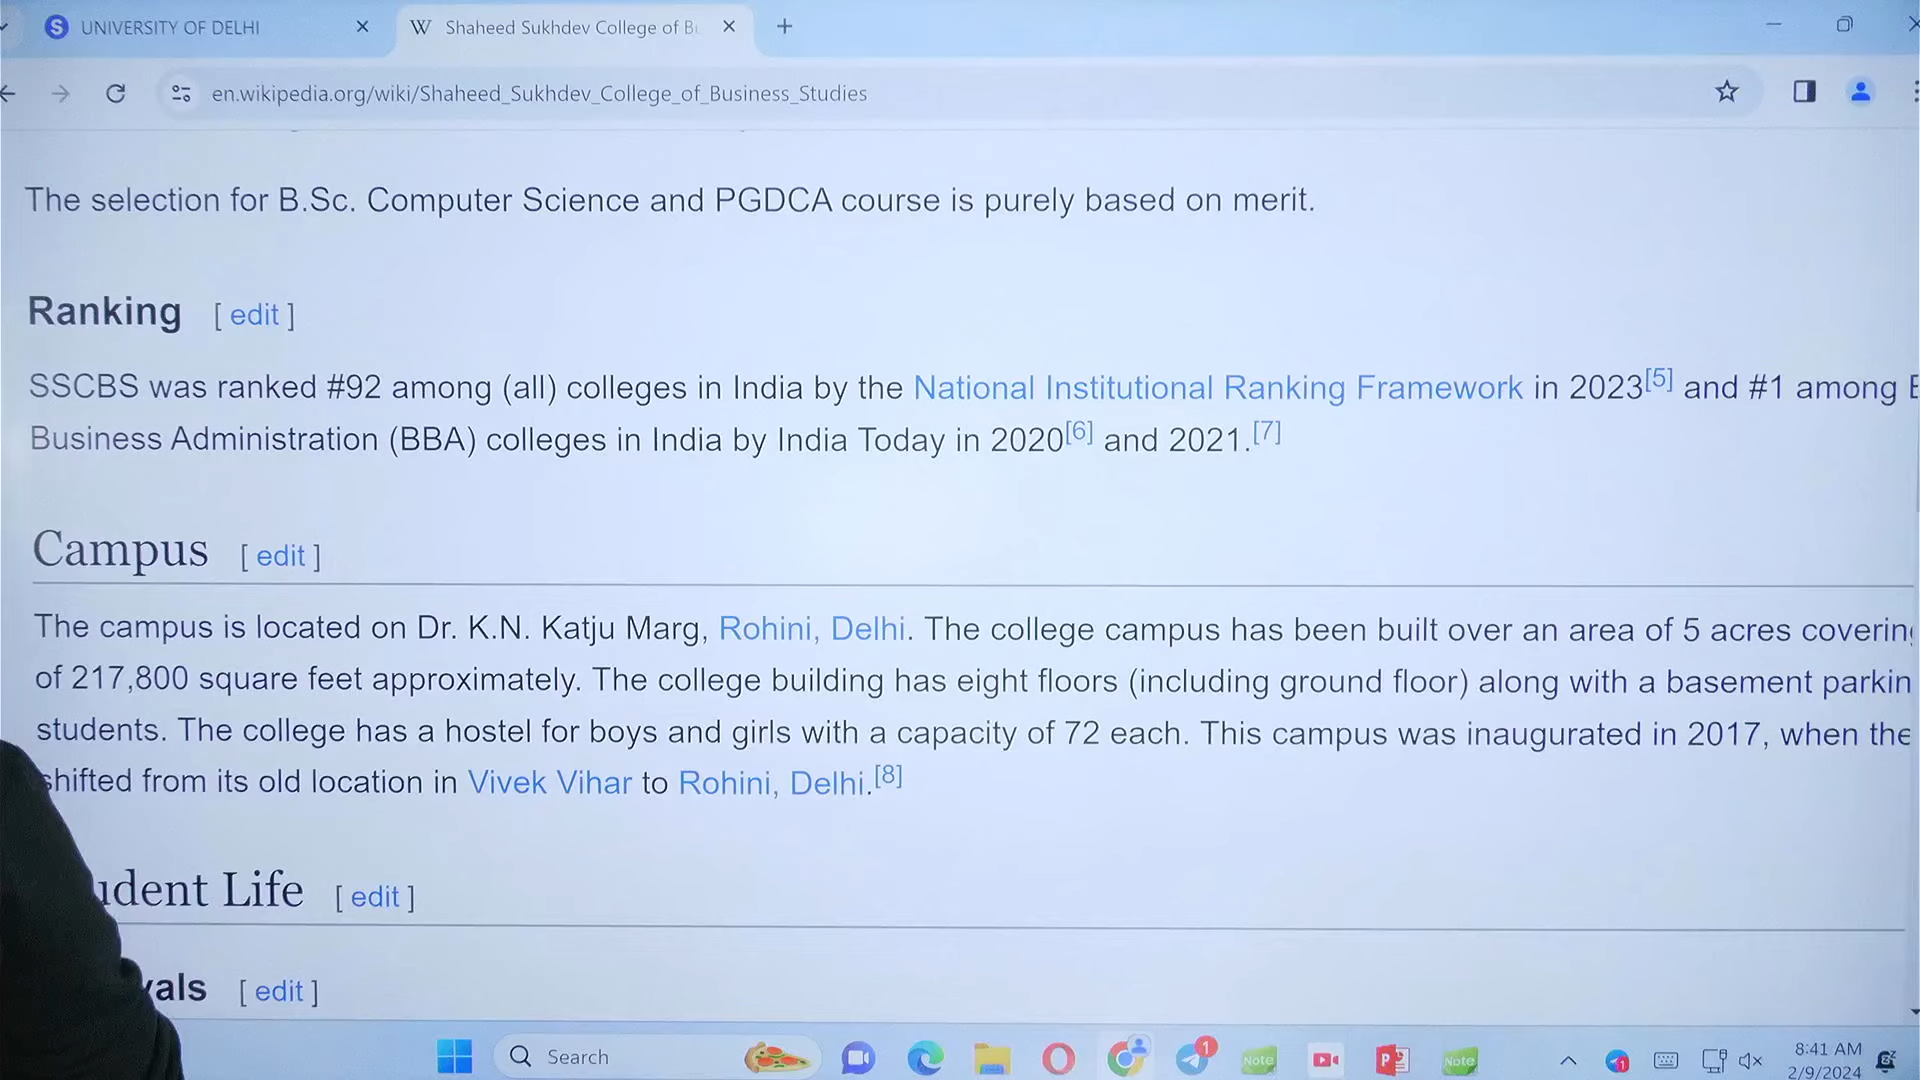 UNIVERSITY OF DELHI
W Shaheed Sukhdev College of
en.wikipedia.org/wiki/Shaheed_Sukhdev_College_of_Business_Studies
The selection for B.Sc. Computer Science and PGDCA course is purely based on merit.
Ranking [ edit ]
SSCBS was ranked #92 among (all) colleges in India by the National Institutional Ranking Framework in 2023[5] and #1 among
Business Administration (BBA) colleges in India by India Today in 2020[6] and 2021.[7]
Campus [ edit ]
The campus is located on Dr. K.N. Katju Marg, Rohini, Delhi. The college campus has been built over an area of 5 acres coverin
of 217,800 square feet approximately. The college building has eight floors (including ground floor) along with a basement parkin
students. The college has a hostel for boys and girls with a capacity of 72 each. This campus was inaugurated in 2017, when the
shifted from its old location in Vivek Vihar to Rohini, Delhi.[8]
udent Life [ edit ]
vals [ edit ]
Search
1
Note
Note
1
8:41 AM
2/9/2024